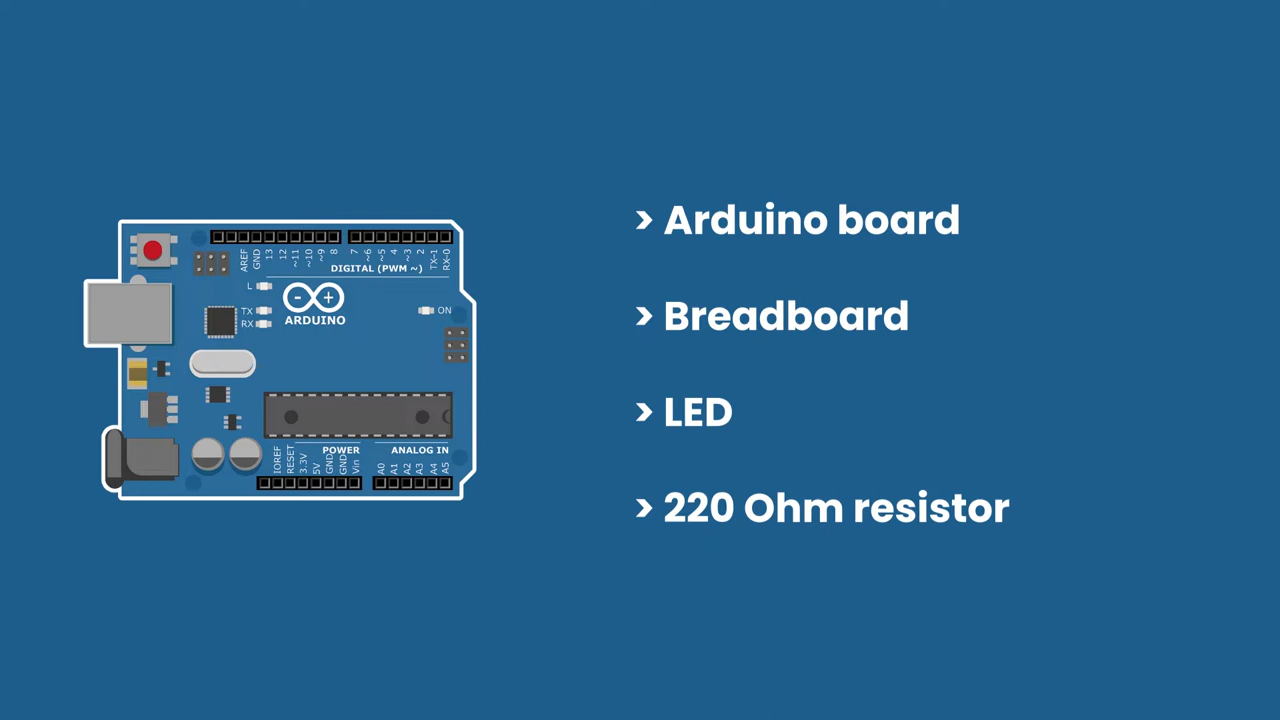 > Arduino board
> Breadboard
> LED
> 220 Ohm resistor
AREF
GND
13
12
~11
~10
~9
8
7
~6
~5
4
~3
2
TX→1
RX←0
DIGITAL (PWM ~)
L
TX
RX
- +
ARDUINO
ON
POWER
ANALOG IN
IOREF
RESET
3.3V
5V
GND
GND
Vin
A0
A1
A2
A3
A4
A5